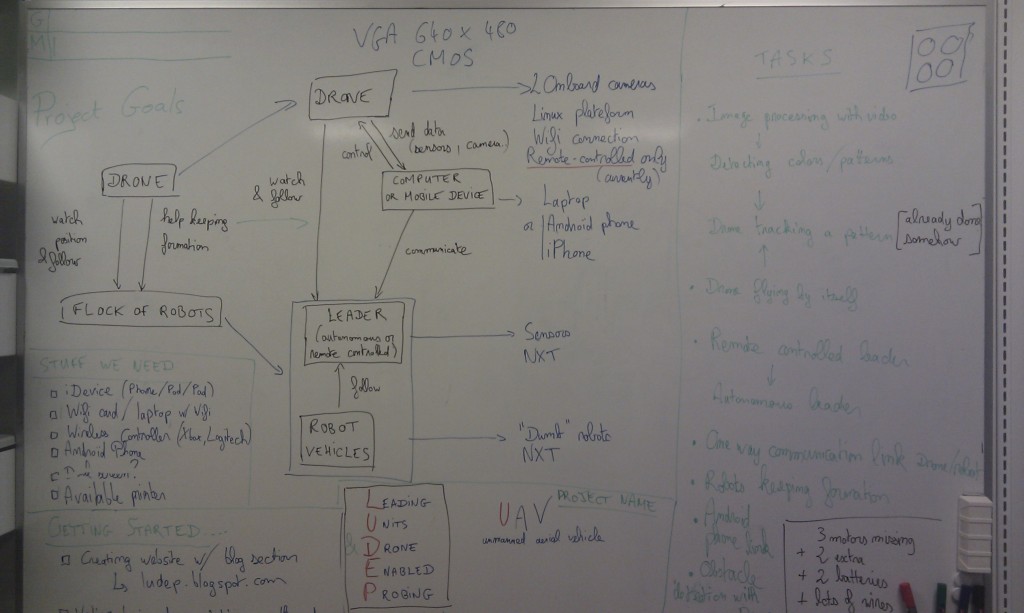 G
M
VGA 640 x 480
CMOS
Project Goals
DRONE
2 Onboard cameras
Linux plateform
Wifi connection
Remote-controlled only
(currently)
send data
(sensors, camera)
control
COMPUTER
OR MOBILE DEVICE
Laptop
or Android phone
iPhone
DRONE
watch
& follow
watch
position
& follow
help keeping
formation
communicate
FLOCK OF ROBOTS
LEADER
(autonomous or
remote controlled)
Sensors
NXT
follow
ROBOT
VEHICLES
"Dumb" robots
NXT
STUFF WE NEED
iDevice (Phone/Pod/Pad)
Wifi card/laptop w/ Wifi
Wireless Controller (Xbox, Logitech)
Android Phone
?
Available printer
GETTING STARTED....
Creating website w/ blog section
ludep.blogspot.com
LEADING
UNITS
DRONE
ENABLED
PROBING
PROJECT NAME
UAV
unmanned aerial vehicle
TASKS
• Image processing with video
Detecting colors/patterns
Drone tracking a pattern [already done
somehow]
• Drone flying by itself
• Remote controlled leader
Autonomous leader
• One way communication link Drone/robot
• Robots keeping formation
• Android
phone link
• Obstacle
detection with
3 motors missing
+ 2 extra
+ 2 batteries
+ lots of wires